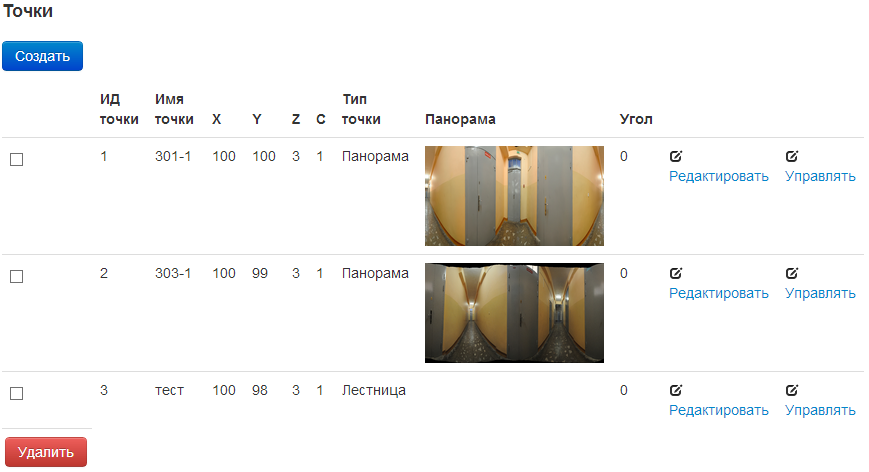 Точки
Создать
ИД точки Имя точки X Y Z C Тип точки Панорама Угол
1 301-1 100 100 3 1 Панорама 0 Редактировать Управлять
2 303-1 100 99 3 1 Панорама 0 Редактировать Управлять
3 тест 100 98 3 1 Лестница 0 Редактировать Управлять
Удалить